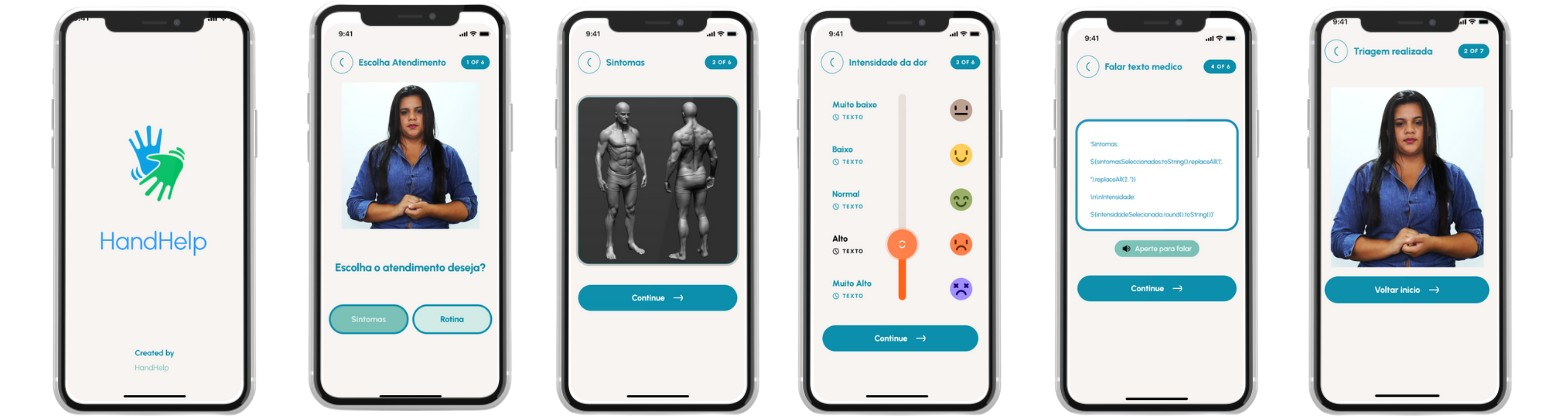 9:41
HandHelp
Created by
HandHelp
9:41
Escolha Atendimento
1 OF 6
Escolha o atendimento deseja?
Sintomas
Rotina
9:41
Sintomas
2 OF 6
Continue
9:41
Intensidade da dor
3 OF 6
Muito baixo
TEXTO
Baixo
TEXTO
Normal
TEXTO
Alto
TEXTO
Muito Alto
TEXTO
Continue
9:41
Falar texto medico
4 OF 6
'Sintomas:
${sintomasSelecionados.toString().replaceAll('[',
'').replaceAll(']', '')}
\n\nIntensidade:
${intensidadeSelecionada.round().toString()}'
Aperte para falar
Continue
9:41
Triagem realizada
2 OF 7
Voltar inicio